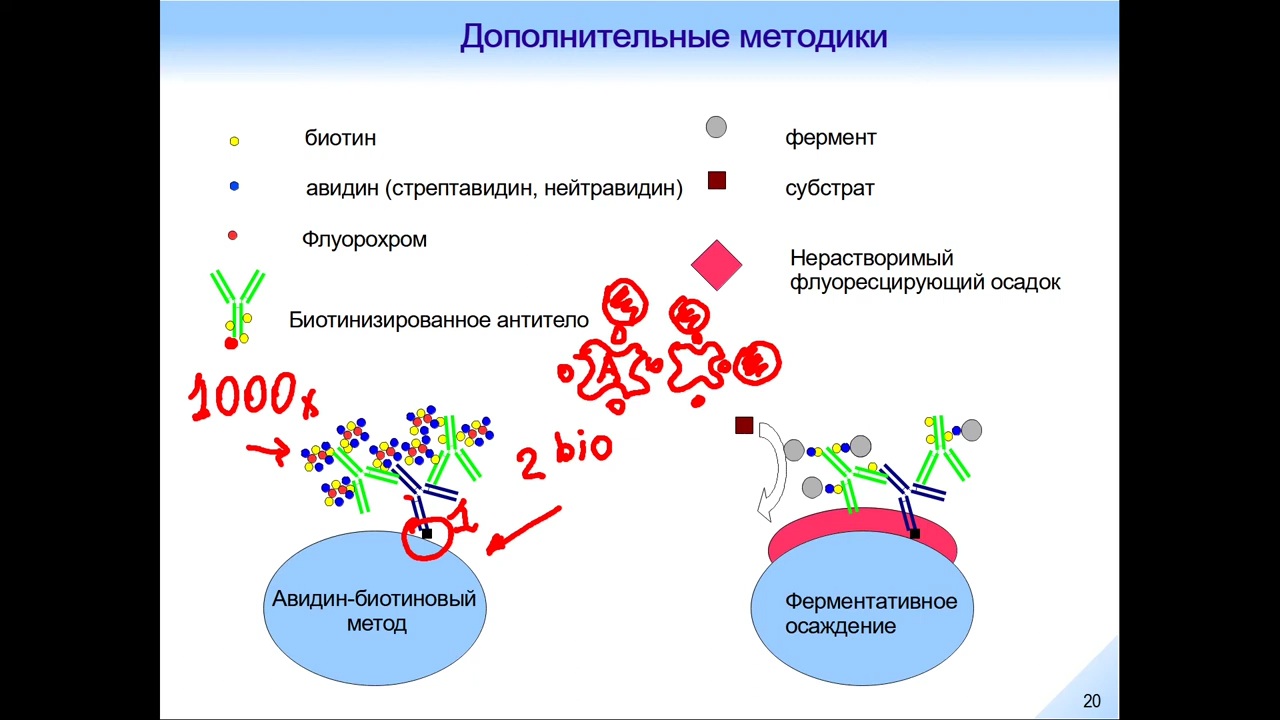 Дополнительные методики
биотин
авидин (стрептавидин, нейтравидин)
Флуорохром
Биотинизированное антитело
фермент
субстрат
Нерастворимый
флуоресцирующий осадок
A
1000x
2 bio
1
Авидин-биотиновый
метод
Ферментативное
осаждение
20